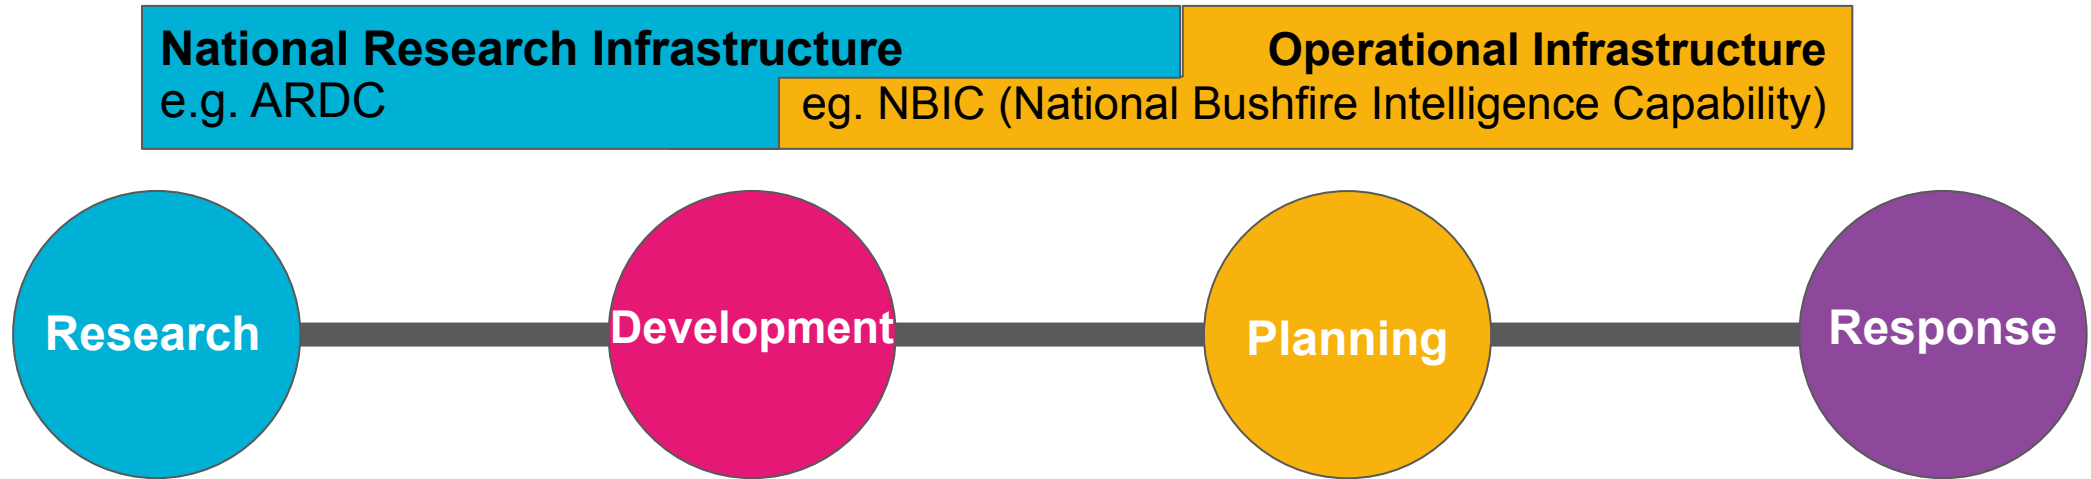 National Research Infrastructure
e.g. ARDC
Operational Infrastructure
eg. NBIC (National Bushfire Intelligence Capability)
Research
Development
Planning
Response